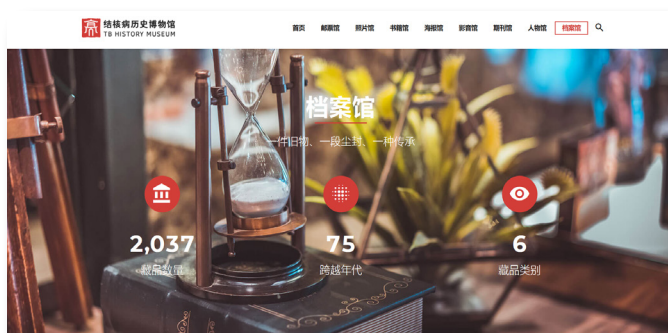 结核病历史博物馆
TB HISTORY MUSEUM
首页 邮票馆 照片馆 书籍馆 海报馆 影音馆 期刊馆 人物馆 档案馆
档案馆
一件旧物、一段尘封、一种传承
2,037 75 6
藏品数量 跨越年代 藏品类别